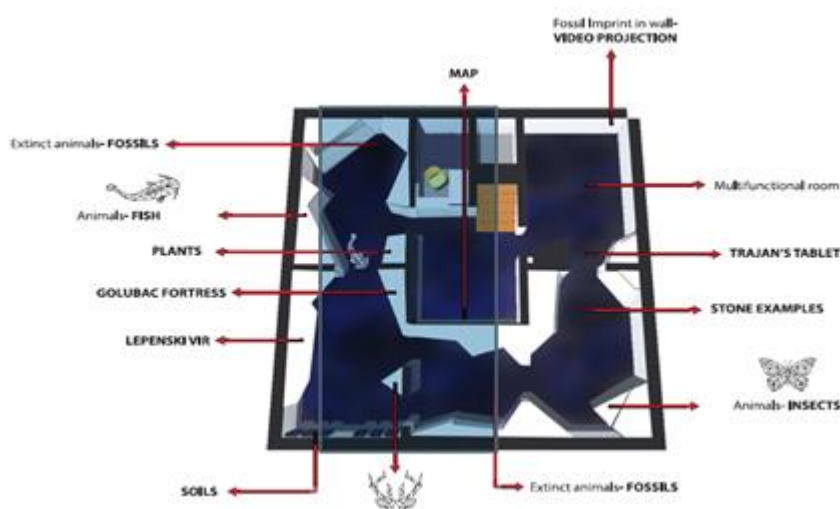 Fossil Imprint in wall-
VIDEO PROJECTION
MAP
Extinct animals- FOSSILS
Multifunctional room
Animals- FISH
PLANTS
TRAJAN'S TABLET
GOLUBAC FORTRESS
STONE EXAMPLES
LEPENSKI VIR
Animals- INSECTS
SOILS
Extinct animals- FOSSILS